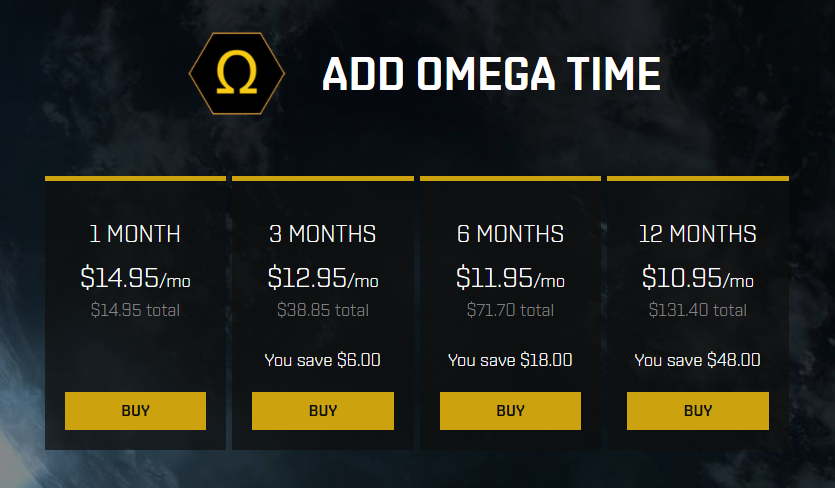 Ω
ADD OMEGA TIME
1 MONTH
$14.95/mo
$14.95 total
BUY
3 MONTHS
$12.95/mo
$38.85 total
You save $6.00
BUY
6 MONTHS
$11.95/mo
$71.70 total
You save $18.00
BUY
12 MONTHS
$10.95/mo
$131.40 total
You save $48.00
BUY